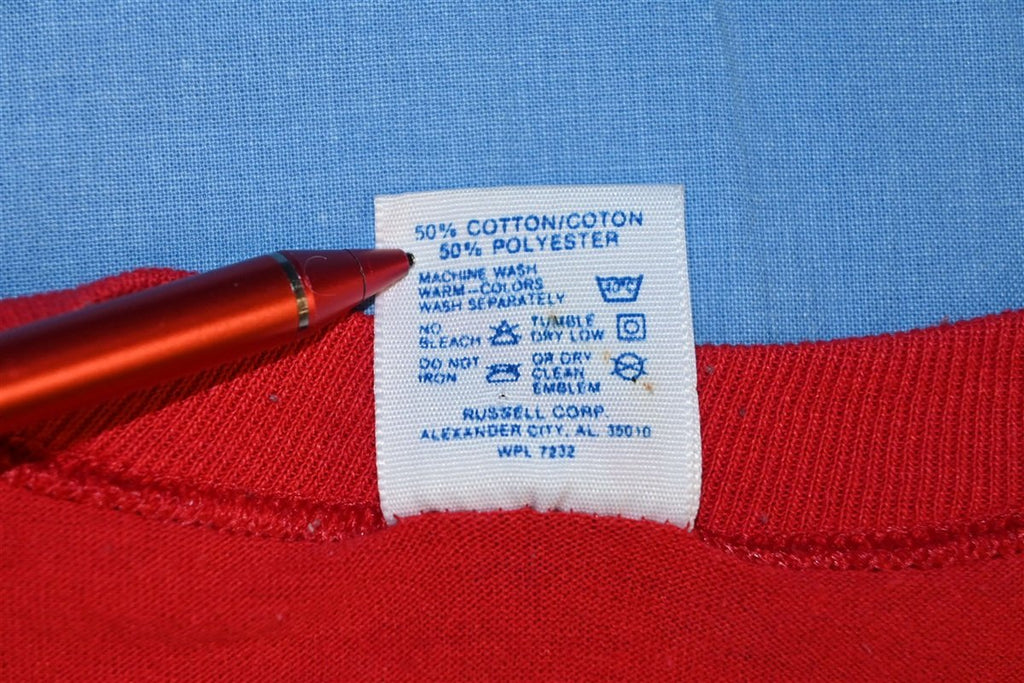 50% COTTON/COTON
50% POLYESTER
MACHINE WASH
WARM-COLORS
WASH SEPARATELY
40°C
NO BLEACH
TUMBLE DRY LOW
DO NOT IRON
OR DRY CLEAN EMBLEM
RUSSELL CORP.
ALEXANDER CITY, AL. 35010
WPL 7232